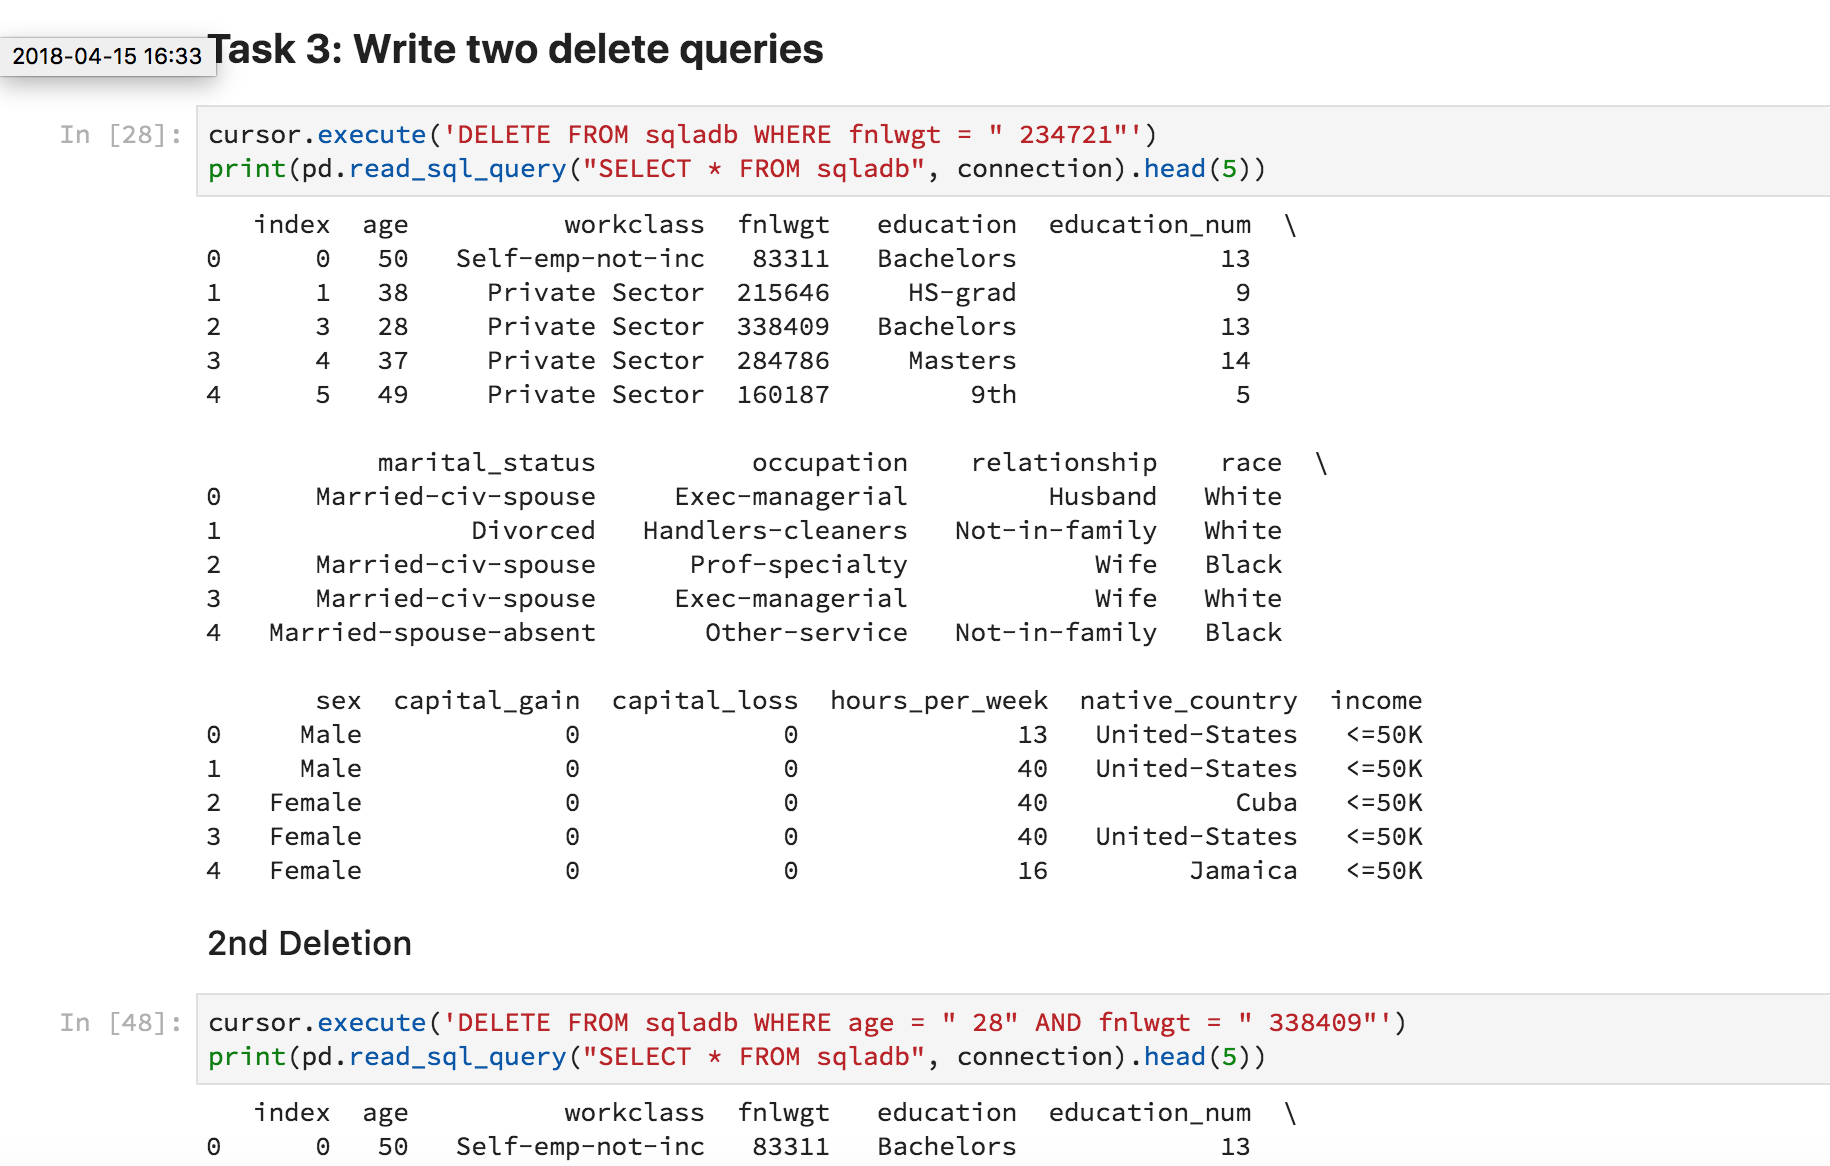 Task 3: Write two delete queries
2018-04-15 16:33
In [28]:
cursor.execute('DELETE FROM sqladb WHERE fnlwgt = " 234721"')
print(pd.read_sql_query("SELECT * FROM sqladb", connection).head(5))
   index  age          workclass  fnlwgt   education  education_num  \
0      0   50   Self-emp-not-inc   83311   Bachelors             13
1      1   38     Private Sector  215646     HS-grad              9
2      3   28     Private Sector  338409   Bachelors             13
3      4   37     Private Sector  284786     Masters             14
4      5   49     Private Sector  160187         9th              5
           marital_status          occupation    relationship    race  \
0      Married-civ-spouse     Exec-managerial         Husband   White
1                Divorced   Handlers-cleaners   Not-in-family   White
2      Married-civ-spouse      Prof-specialty            Wife   Black
3      Married-civ-spouse     Exec-managerial            Wife   White
4   Married-spouse-absent       Other-service   Not-in-family   Black
       sex  capital_gain  capital_loss  hours_per_week  native_country  income
0     Male             0             0              13   United-States   <=50K
1     Male             0             0              40   United-States   <=50K
2   Female             0             0              40            Cuba   <=50K
3   Female             0             0              40   United-States   <=50K
4   Female             0             0              16         Jamaica   <=50K
2nd Deletion
In [48]:
cursor.execute('DELETE FROM sqladb WHERE age = " 28" AND fnlwgt = " 338409"')
print(pd.read_sql_query("SELECT * FROM sqladb", connection).head(5))
   index  age          workclass  fnlwgt   education  education_num  \
0      0   50   Self-emp-not-inc   83311   Bachelors             13